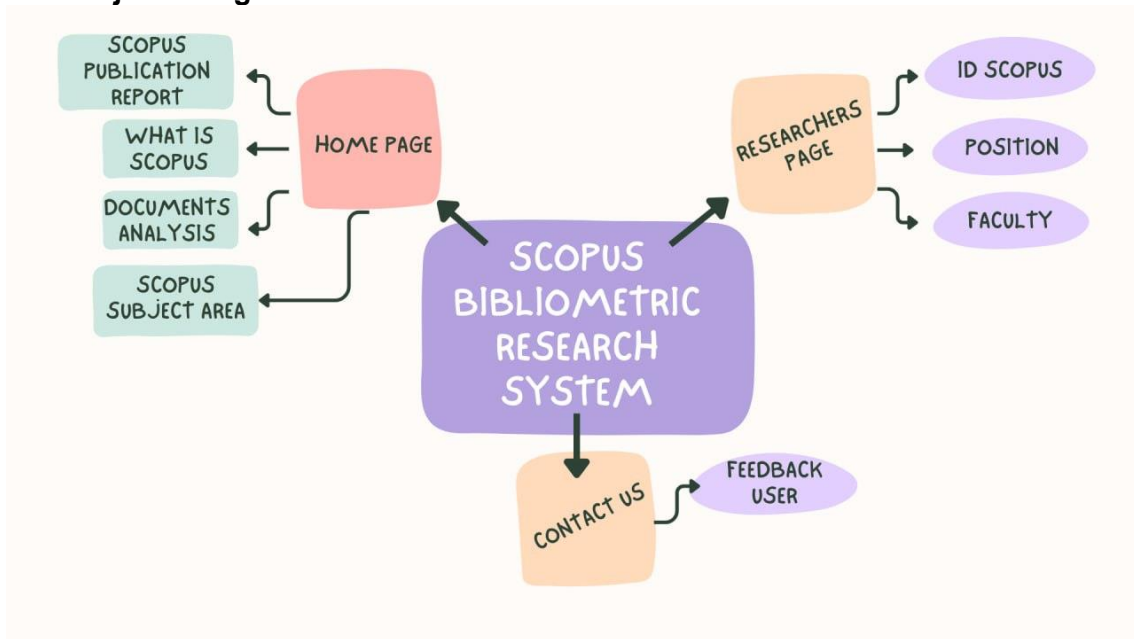 SCOPUS
PUBLICATION
REPORT
WHAT IS
SCOPUS
DOCUMENTS
ANALYSIS
SCOPUS
SUBJECT AREA
HOME PAGE
SCOPUS
BIBLIOMETRIC
RESEARCH
SYSTEM
RESEARCHERS
PAGE
ID SCOPUS
POSITION
FACULTY
CONTACT US
FEEDBACK
USER